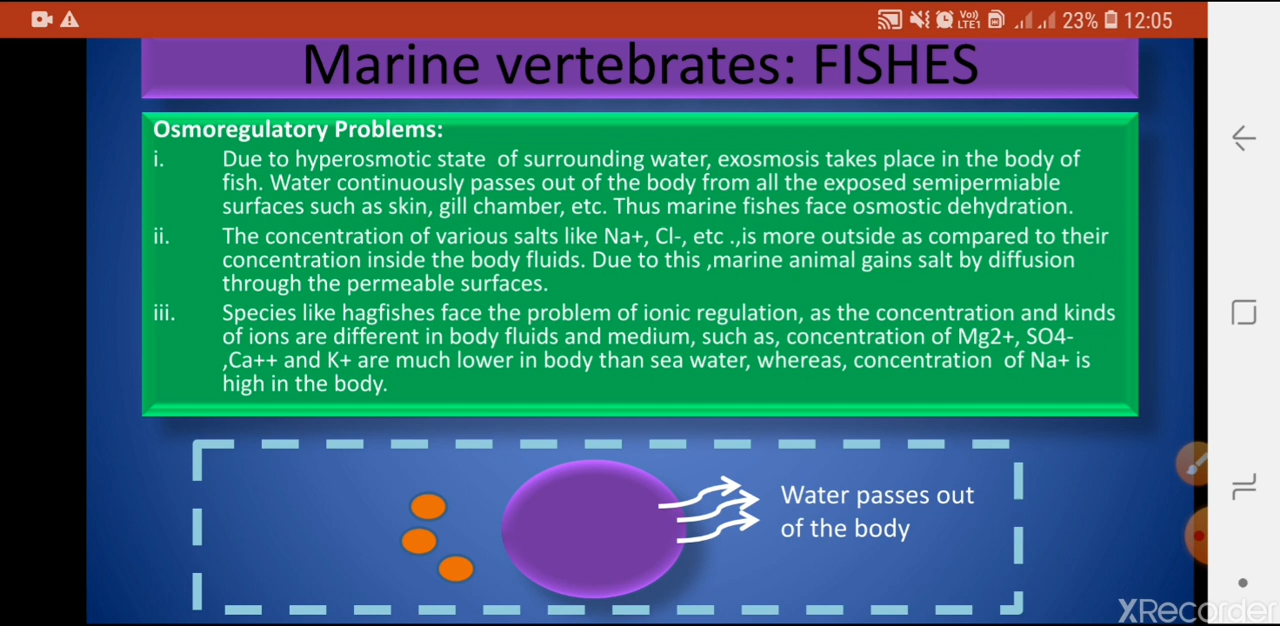 Vo)
LTE1 23% 12:05
Marine vertebrates: FISHES
Osmoregulatory Problems:
i. Due to hyperosmotic state of surrounding water, exosmosis takes place in the body of
fish. Water continuously passes out of the body from all the exposed semipermiable
surfaces such as skin, gill chamber, etc. Thus marine fishes face osmostic dehydration.
ii. The concentration of various salts like Na+, Cl-, etc .,is more outside as compared to their
concentration inside the body fluids. Due to this ,marine animal gains salt by diffusion
through the permeable surfaces.
iii. Species like hagfishes face the problem of ionic regulation, as the concentration and kinds
of ions are different in body fluids and medium, such as, concentration of Mg2+, SO4-
,Ca++ and K+ are much lower in body than sea water, whereas, concentration of Na+ is
high in the body.
Water passes out
of the body
XRecorder